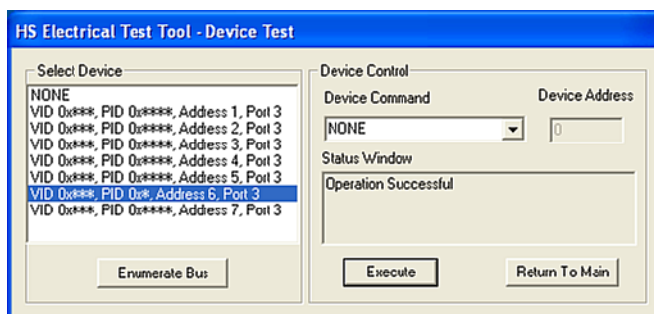 HS Electrical Test Tool - Device Test
Select Device
NONE
VID 0x***, PID 0x****, Address 1, Port 3
VID 0x***, PID 0x****, Address 2, Port 3
VID 0x***, PID 0x****, Address 3, Port 3
VID 0x***, PID 0x****, Address 4, Port 3
VID 0x***, PID 0x****, Address 5, Port 3
VID 0x***, PID 0x*, Address 6, Port 3
VID 0x***, PID 0x****, Address 7, Port 3
Enumerate Bus
Device Control
Device Command
Device Address
NONE
0
Status Window
Operation Successful
Execute
Return To Main